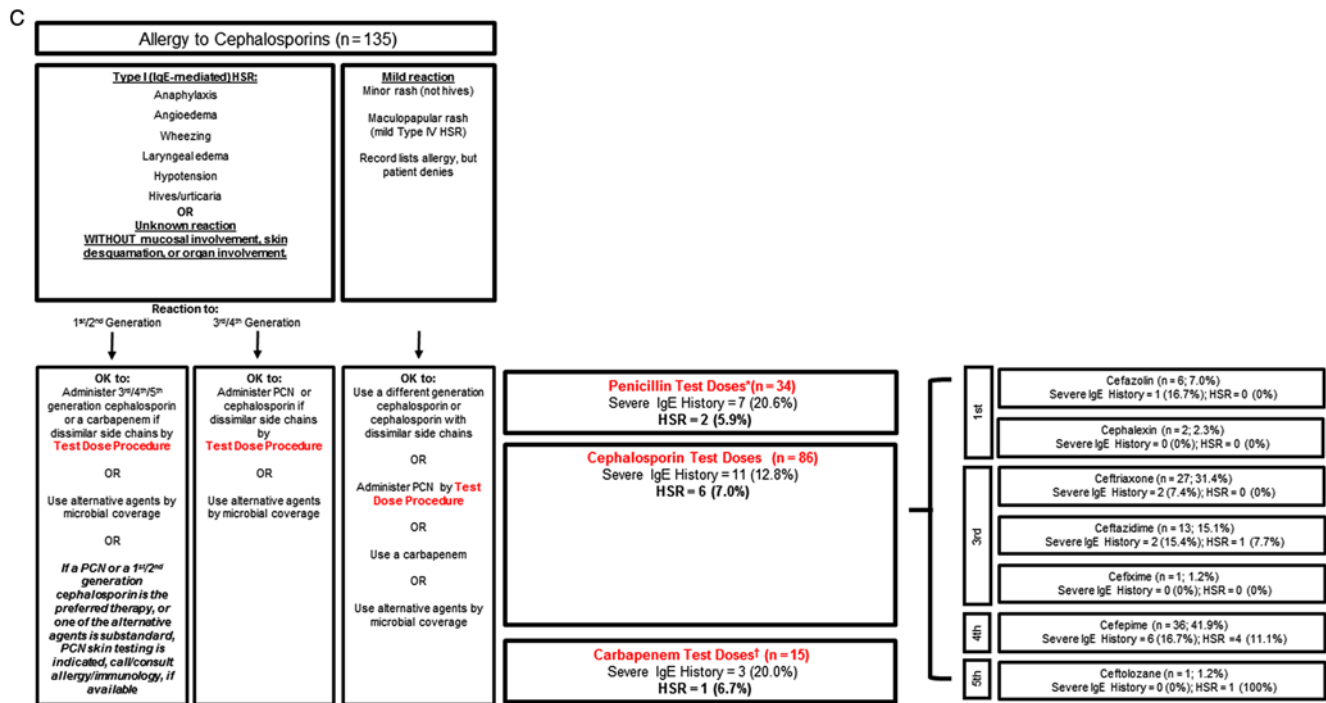 C
Allergy to Cephalosporins (n=135)
Type I (IgE-mediated) HSR:
Anaphylaxis
Angioedema
Wheezing
Laryngeal edema
Hypotension
Hives/urticaria
OR
Unknown reaction
WITHOUT mucosal involvement, skin
desquamation, or organ involvement.
Mild reaction
Minor rash (not hives)
Maculopapular rash
(mild Type IV HSR)
Record lists allergy, but
patient denies
Reaction to:
1st/2nd Generation
3rd/4th Generation
OK to:
Administer 3rd/4th/5th
generation cephalosporin
or a carbapenem if
dissimilar side chains by
Test Dose Procedure
OR
Use alternative agents by
microbial coverage
OR
If a PCN or a 1st/2nd
generation
cephalosporin is the
preferred therapy, or
one of the alternative
agents is substandard,
PCN skin testing is
indicated, call/consult
allergy/immunology, if
available
OK to:
Administer PCN or
cephalosporin if
dissimilar side chains
by
Test Dose Procedure
OR
Use alternative agents
by microbial coverage
OK to:
Use a different generation
cephalosporin or
cephalosporin with
dissimilar side chains
OR
Administer PCN by Test
Dose Procedure
OR
Use a carbapenem
OR
Use alternative agents by
microbial coverage
Penicillin Test Doses*(n=34)
Severe IgE History = 7 (20.6%)
HSR = 2 (5.9%)
Cephalosporin Test Doses (n=86)
Severe IgE History = 11 (12.8%)
HSR = 6 (7.0%)
Carbapenem Test Doses† (n=15)
Severe IgE History = 3 (20.0%)
HSR = 1 (6.7%)
1st
Cefazolin (n=6; 7.0%)
Severe IgE History = 1 (16.7%); HSR = 0 (0%)
Cephalexin (n=2; 2.3%)
Severe IgE History = 0 (0%); HSR = 0 (0%)
3rd
Ceftriaxone (n=27; 31.4%)
Severe IgE History = 2 (7.4%); HSR = 0 (0%)
Ceftazidime (n=13; 15.1%)
Severe IgE History = 2 (15.4%); HSR = 1 (7.7%)
Cefixime (n=1; 1.2%)
Severe IgE History = 0 (0%); HSR = 0 (0%)
4th
Cefepime (n=36; 41.9%)
Severe IgE History = 6 (16.7%); HSR =4 (11.1%)
5th
Ceftolozane (n=1; 1.2%)
Severe IgE History = 0 (0%); HSR = 1 (100%)